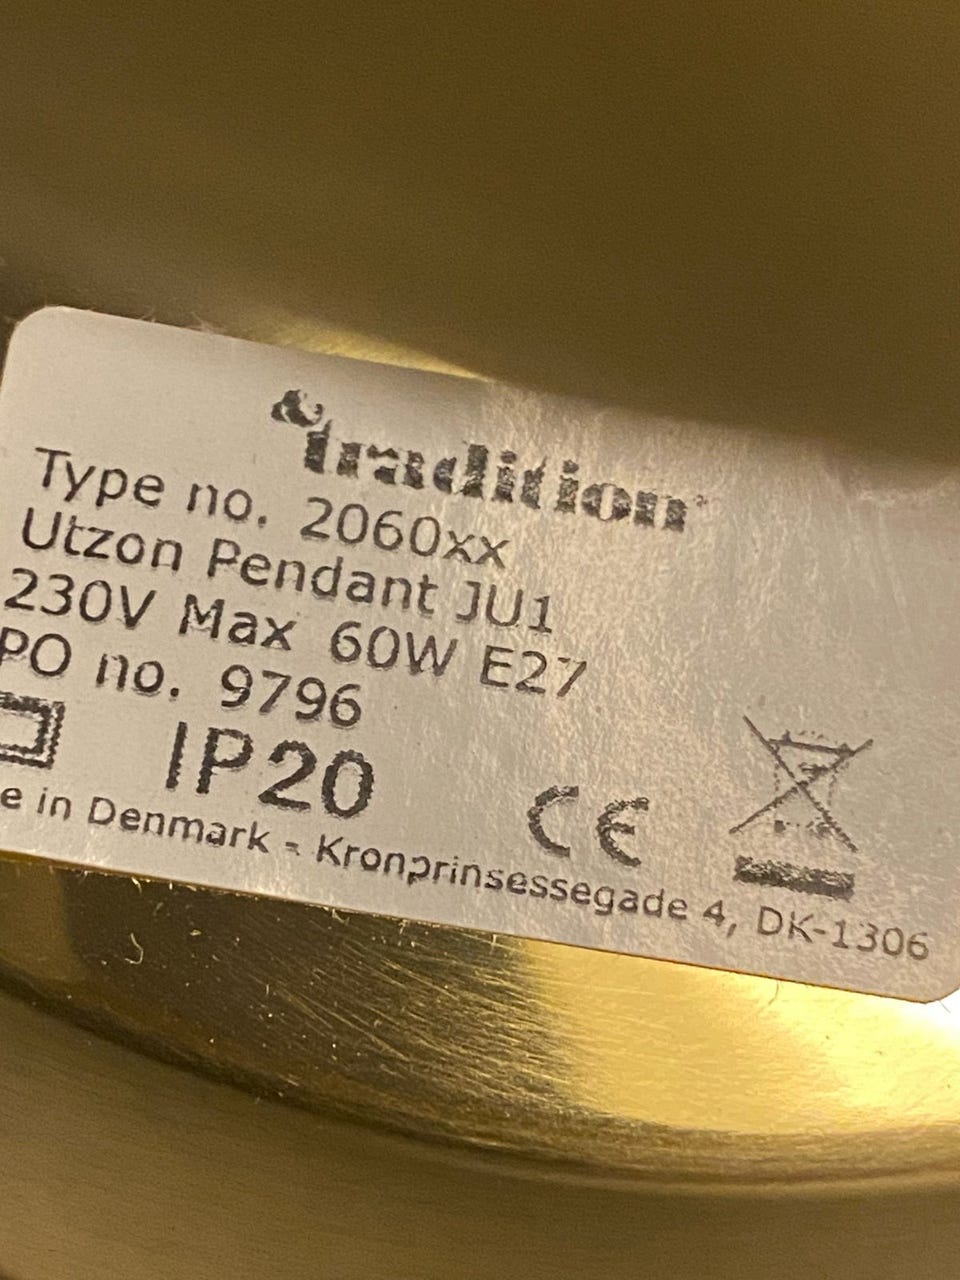 &tradition®
Type no. 2060xx
Utzon Pendant JU1
230V Max 60W E27
PO no. 9796
IP20
CE
e in Denmark - Kronprinsessegade 4, DK-1306